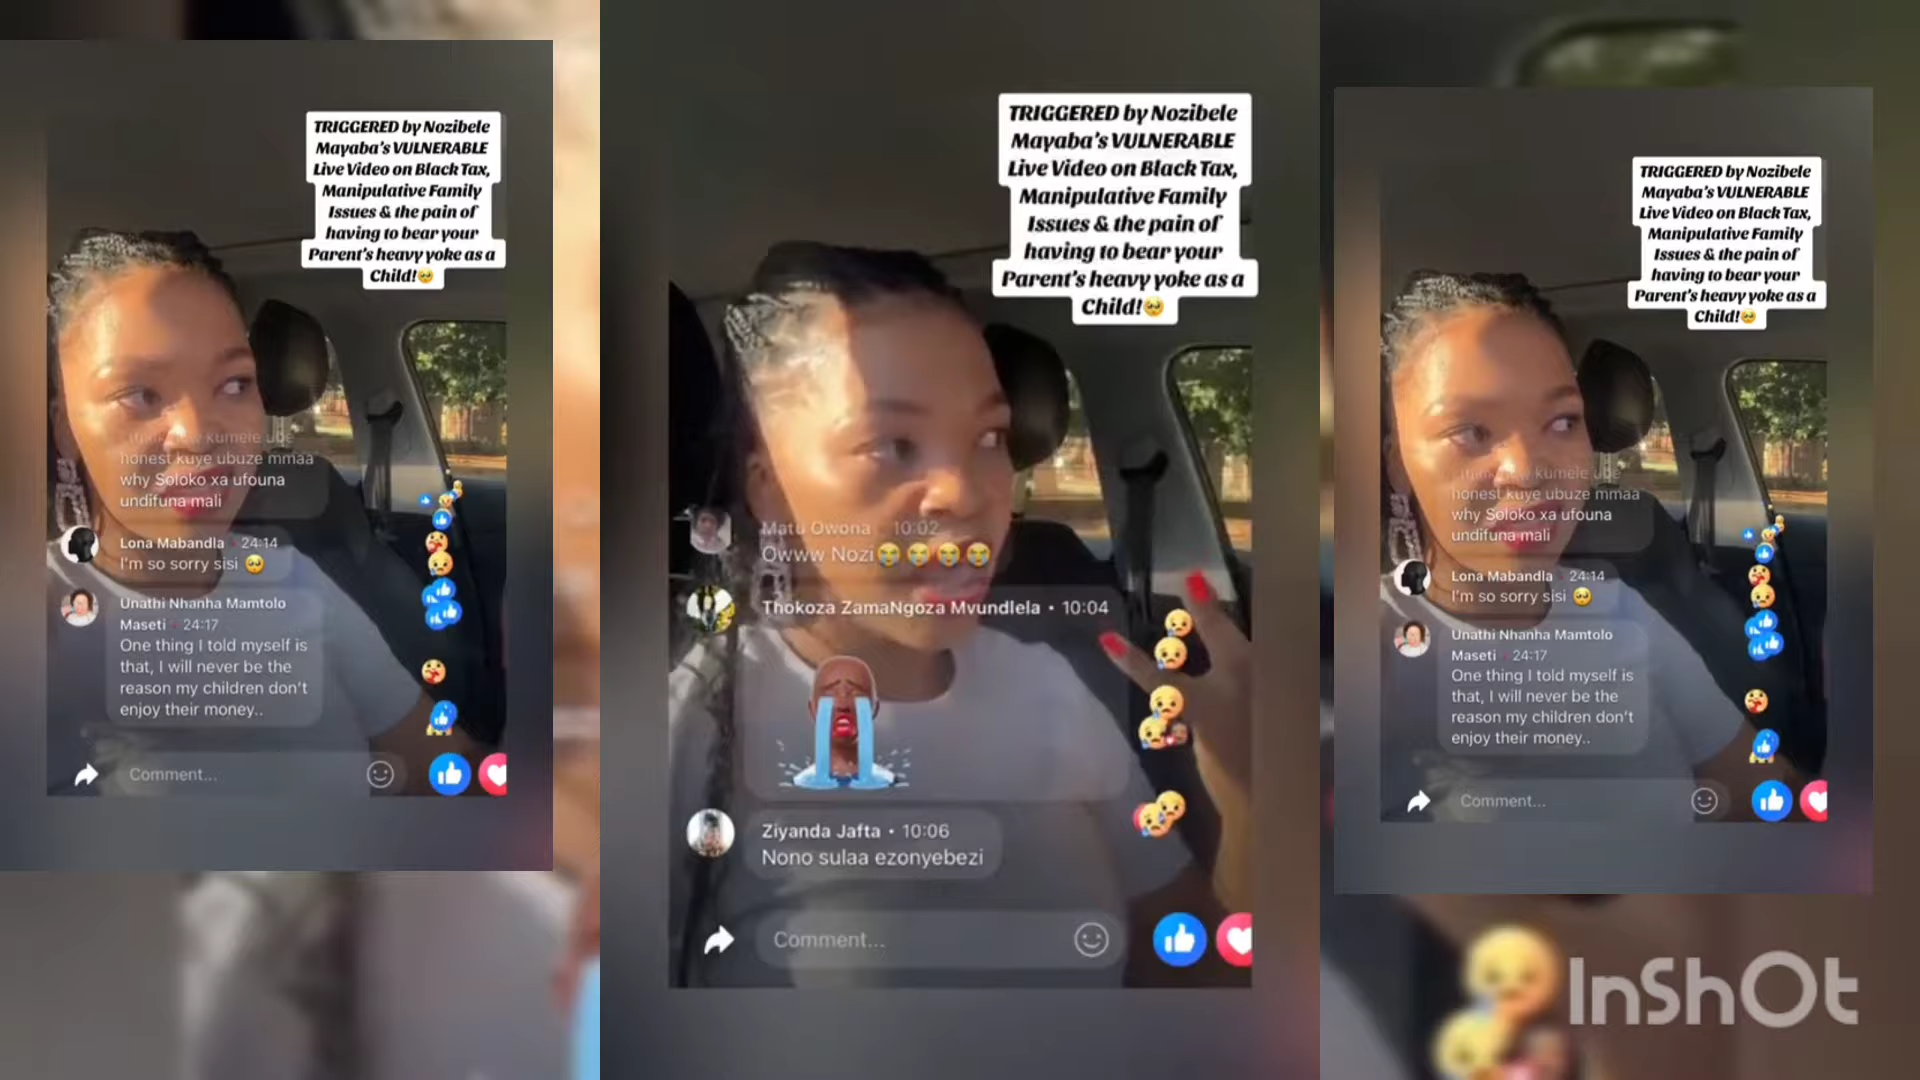 TRIGGERED by Nozibele
Mayaba's VULNERABLE
Live Video on Black Tax,
Manipulative Family
Issues & the pain of
having to bear your
Parent's heavy yoke as a
Child!🥺
kumele ube
honest kuye ubuze mmaa
why Soloko xa ufouna
undifuna mali
Lona Mabandla • 24:14
I'm so sorry sisi 🥺
Unathi Nhanha Mamtolo
Maseti • 24:17
One thing I told myself is
that, I will never be the
reason my children don't
enjoy their money..
Comment...
TRIGGERED by Nozibele
Mayaba's VULNERABLE
Live Video on Black Tax,
Manipulative Family
Issues & the pain of
having to bear your
Parent's heavy yoke as a
Child!🥺
Matu Owona • 10:02
Owww Nozi😭😭😭😭
Thokoza ZamaNgoza Mvundlela • 10:04
Ziyanda Jafta • 10:06
Nono sulaa ezonyebezi
Comment...
TRIGGERED by Nozibele
Mayaba's VULNERABLE
Live Video on Black Tax,
Manipulative Family
Issues & the pain of
having to bear your
Parent's heavy yoke as a
Child!🥺
kumele ube
honest kuye ubuze mmaa
why Soloko xa ufouna
undifuna mali
Lona Mabandla • 24:14
I'm so sorry sisi 🥺
Unathi Nhanha Mamtolo
Maseti • 24:17
One thing I told myself is
that, I will never be the
reason my children don't
enjoy their money..
Comment...
InShOt